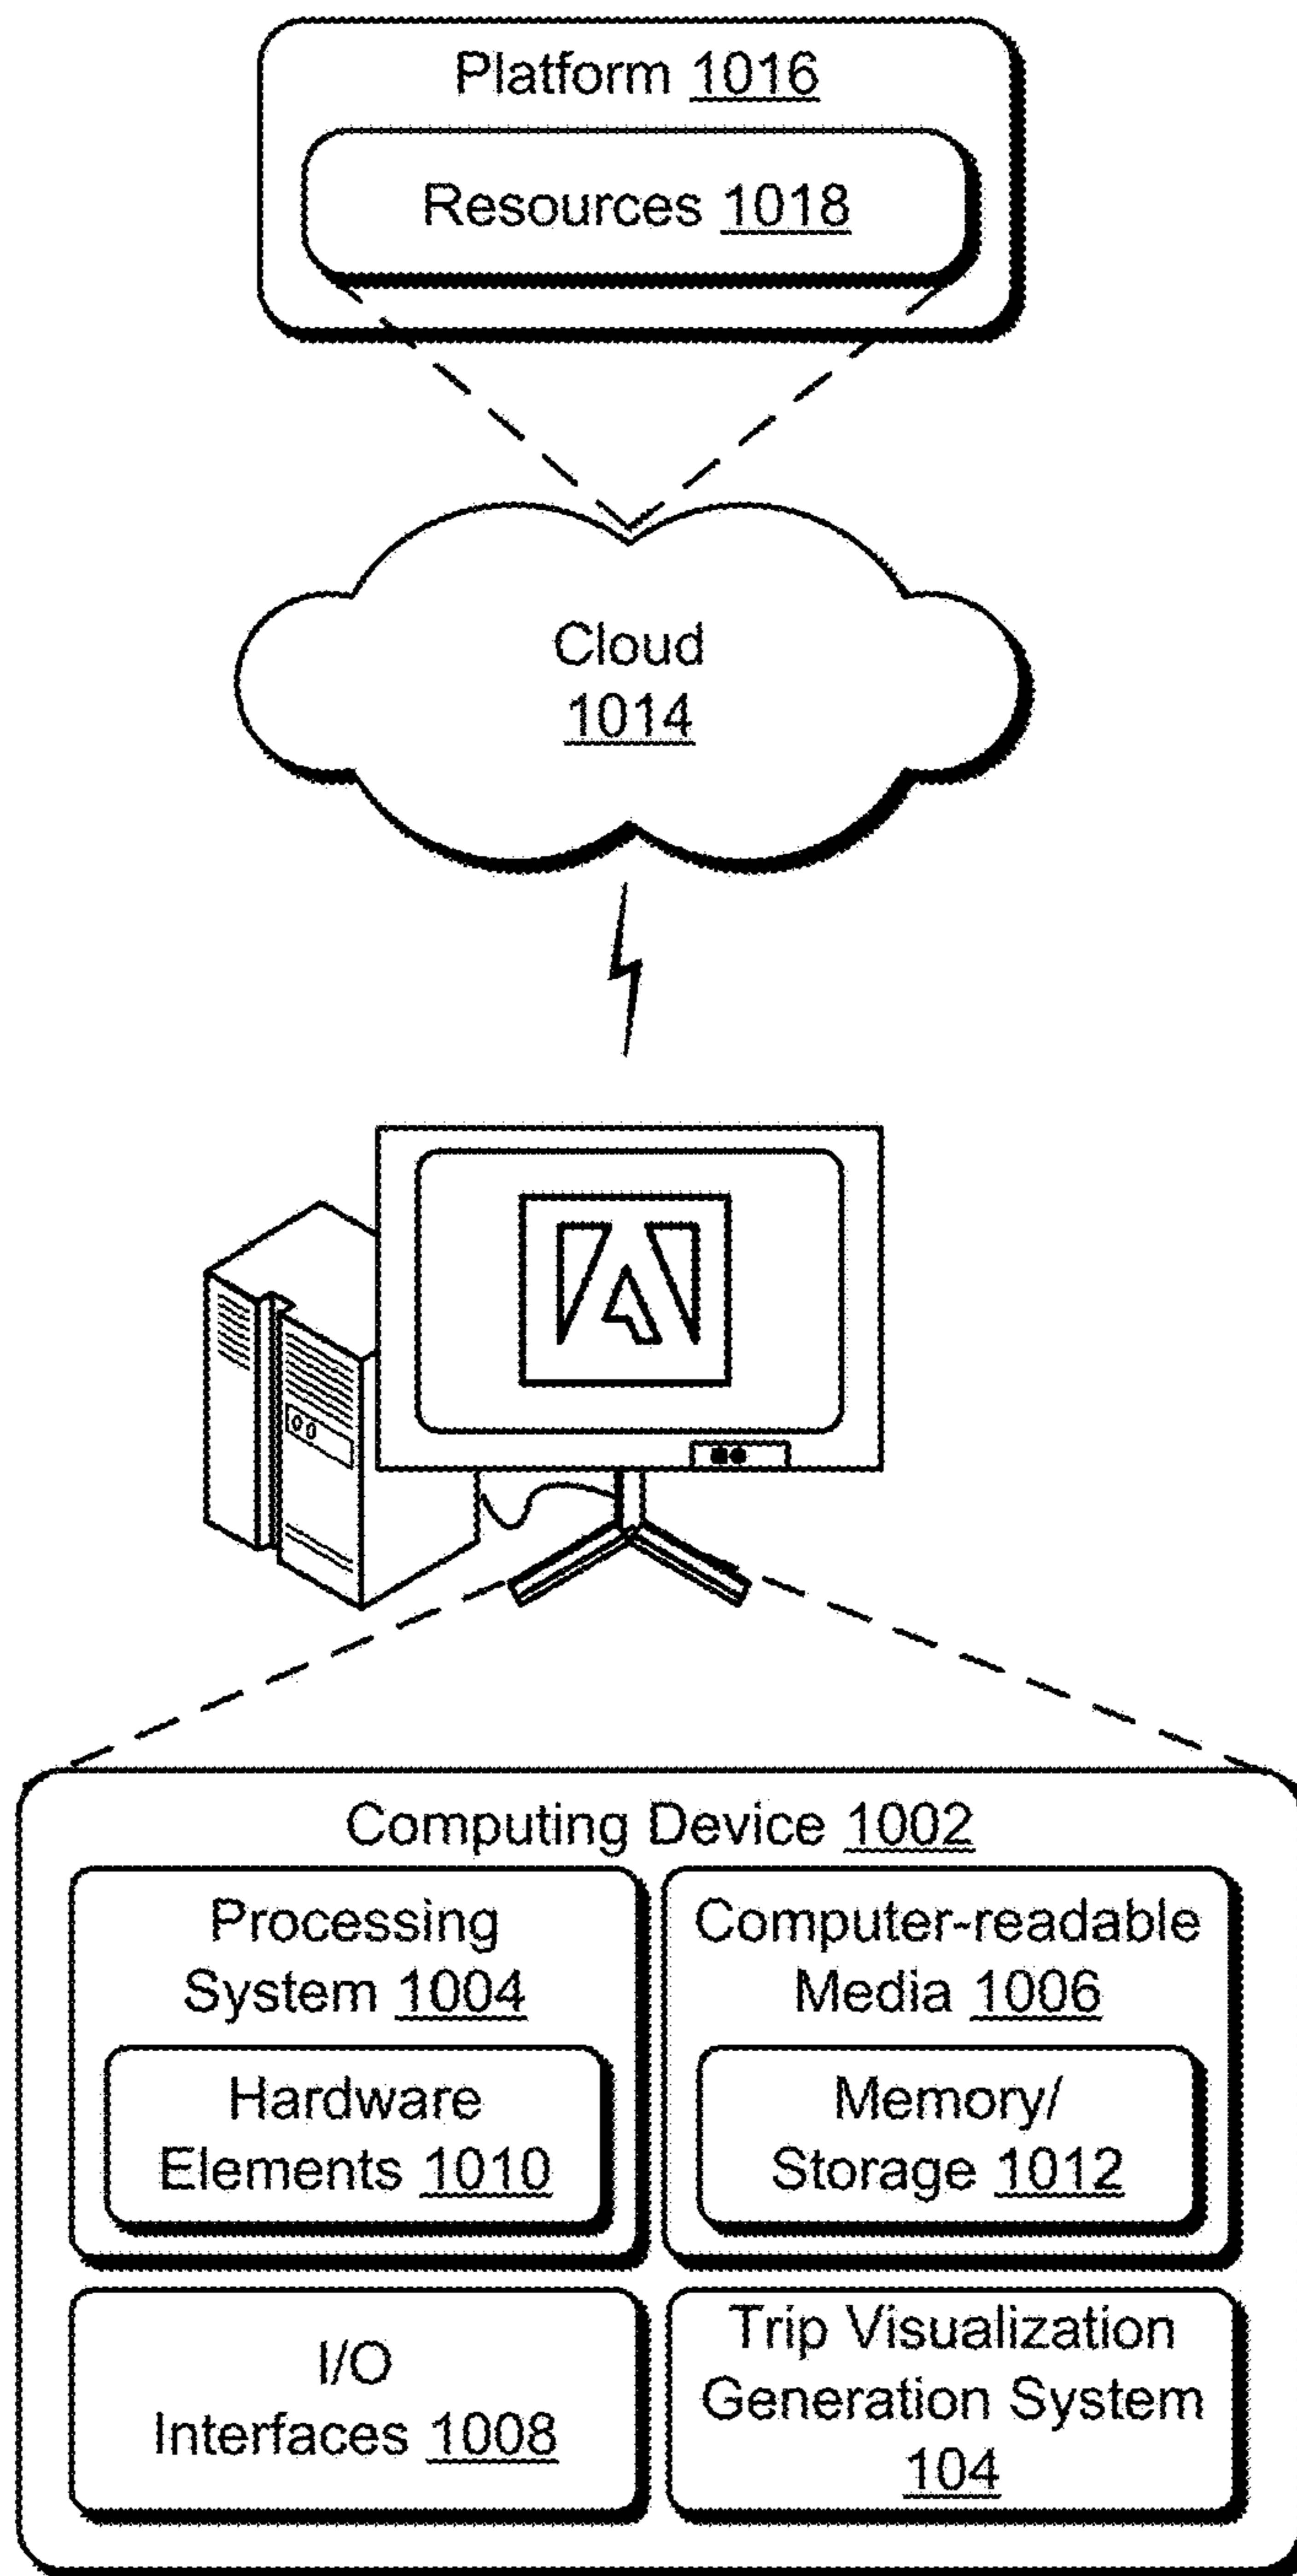 Platform 1016
Resources 1018
Cloud
1014
Computing Device 1002
Processing
System 1004
Hardware
Elements 1010
Computer-readable
Media 1006
Memory/
Storage 1012
I/O
Interfaces 1008
Trip Visualization
Generation System
104